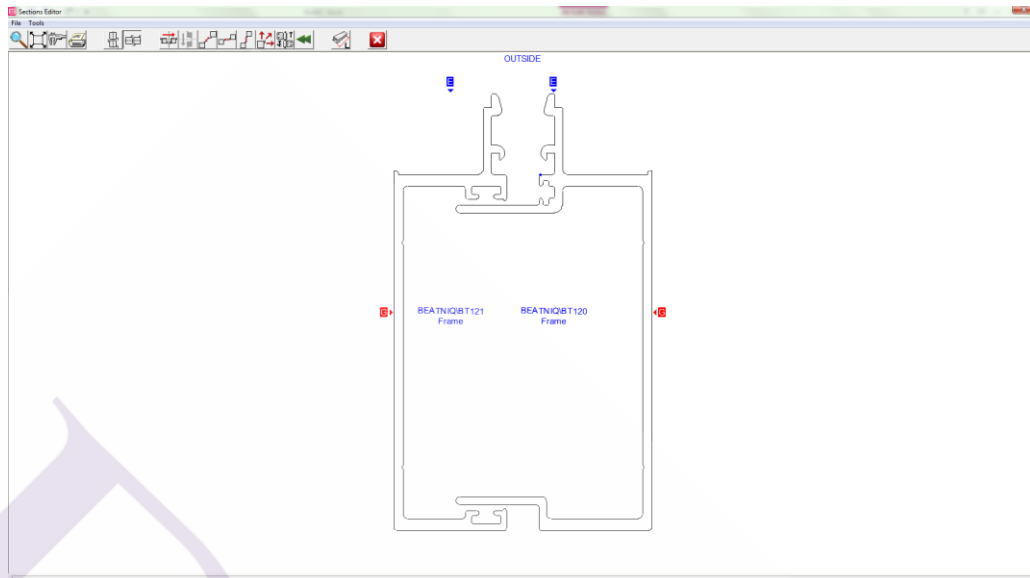 Sections Editor
File Tools
OUTSIDE
E
E
G
BEATNIQ\BT121
Frame
BEATNIQ\BT120
Frame
G